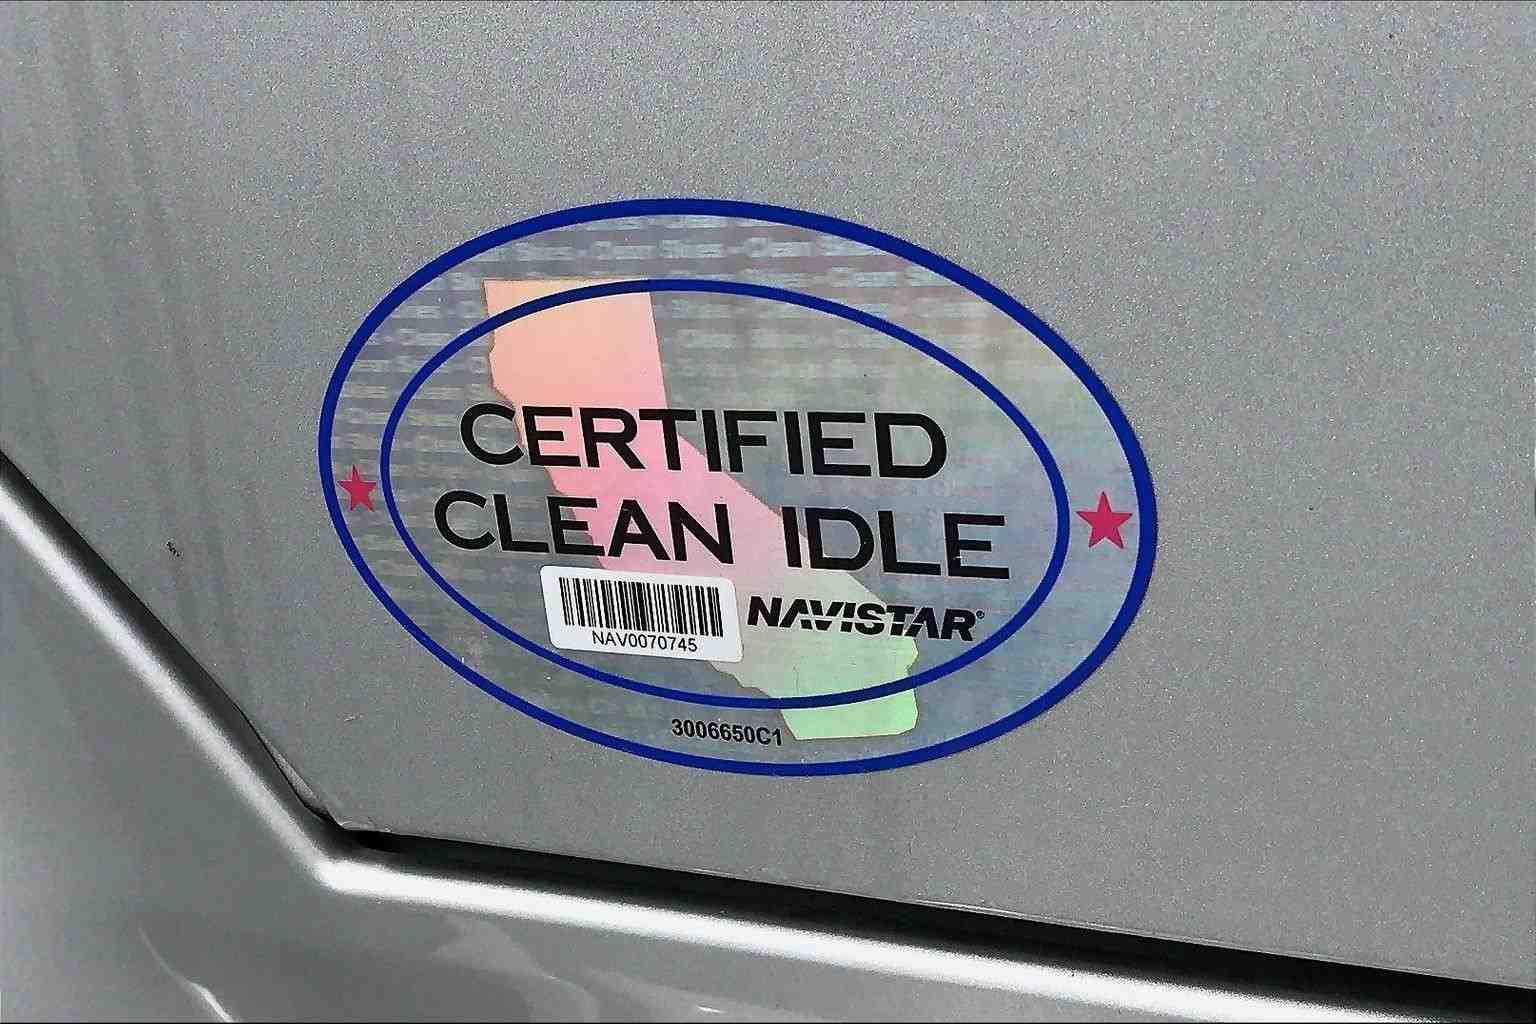 CERTIFIED
CLEAN IDLE
NAVISTAR®
NAV0070745
3006650C1